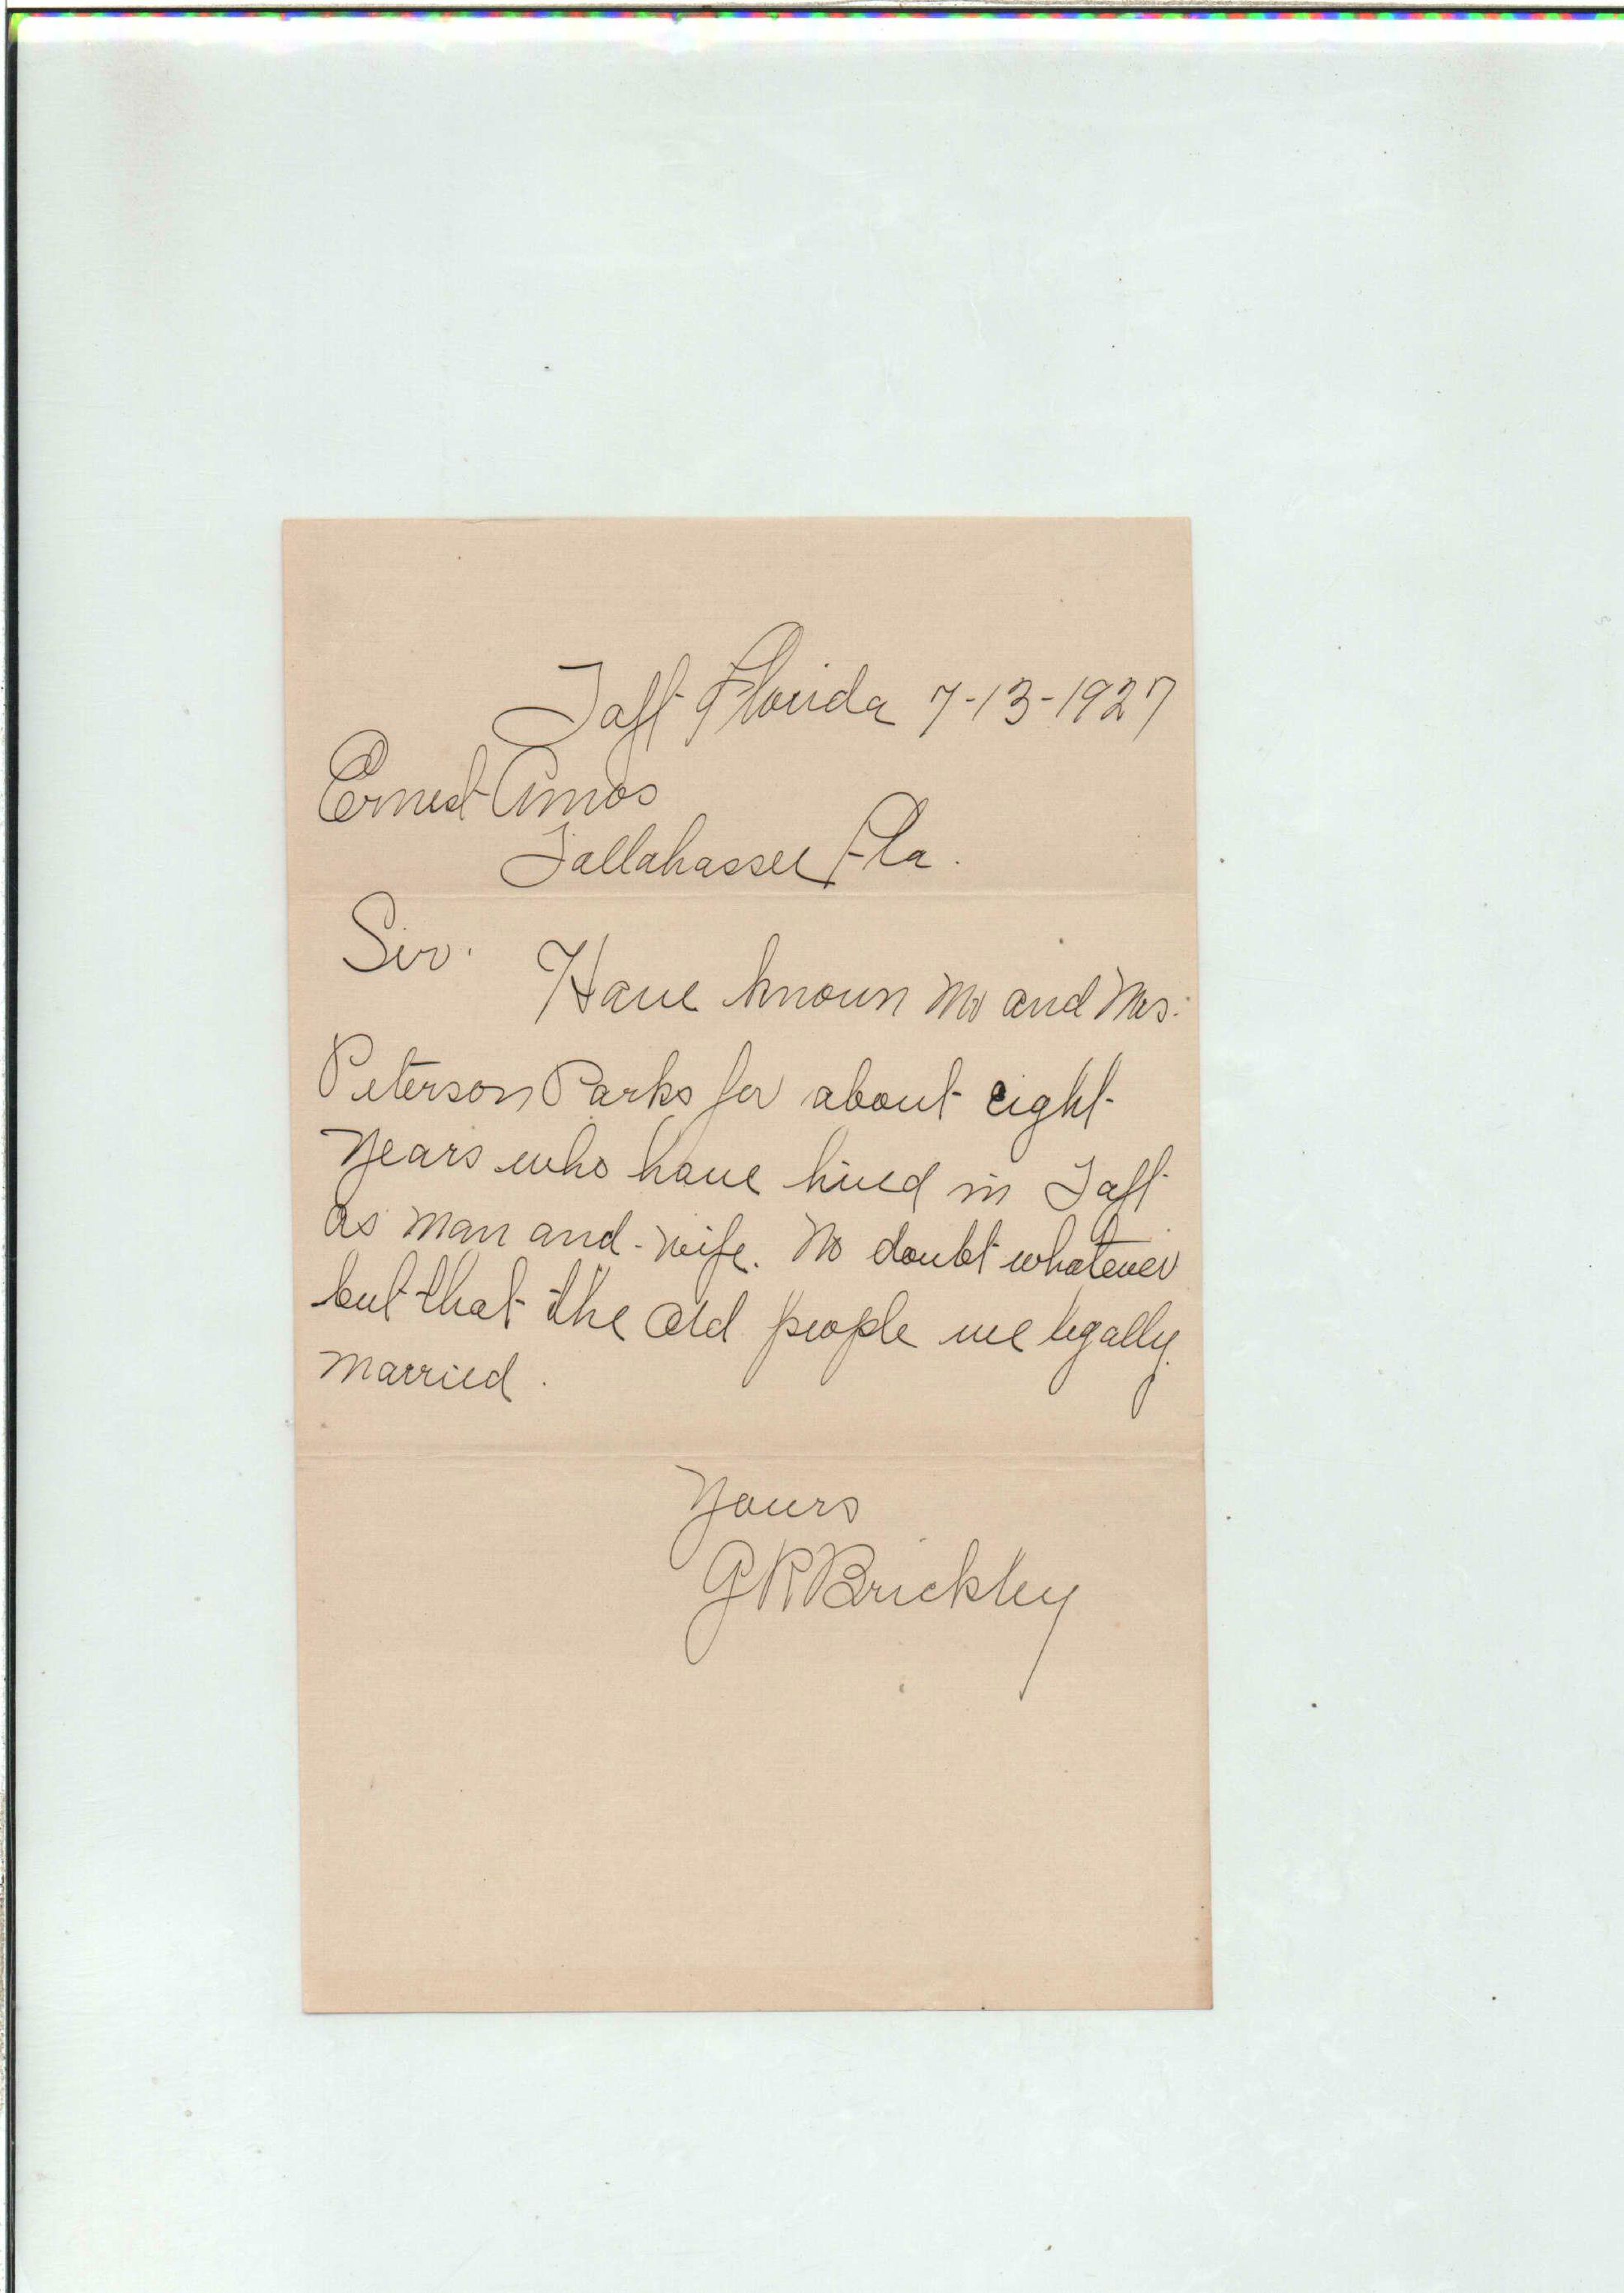 Taft Florida 7-13-1927
Ernest Amos
Tallahassee Fla.
Sir. Have known Mr and Mrs.
Peterson Parks for about eight
years who have lived in Taft
as man and wife. No doubt whatever
but that the old people are legally
married.
Yours
G R Brickley